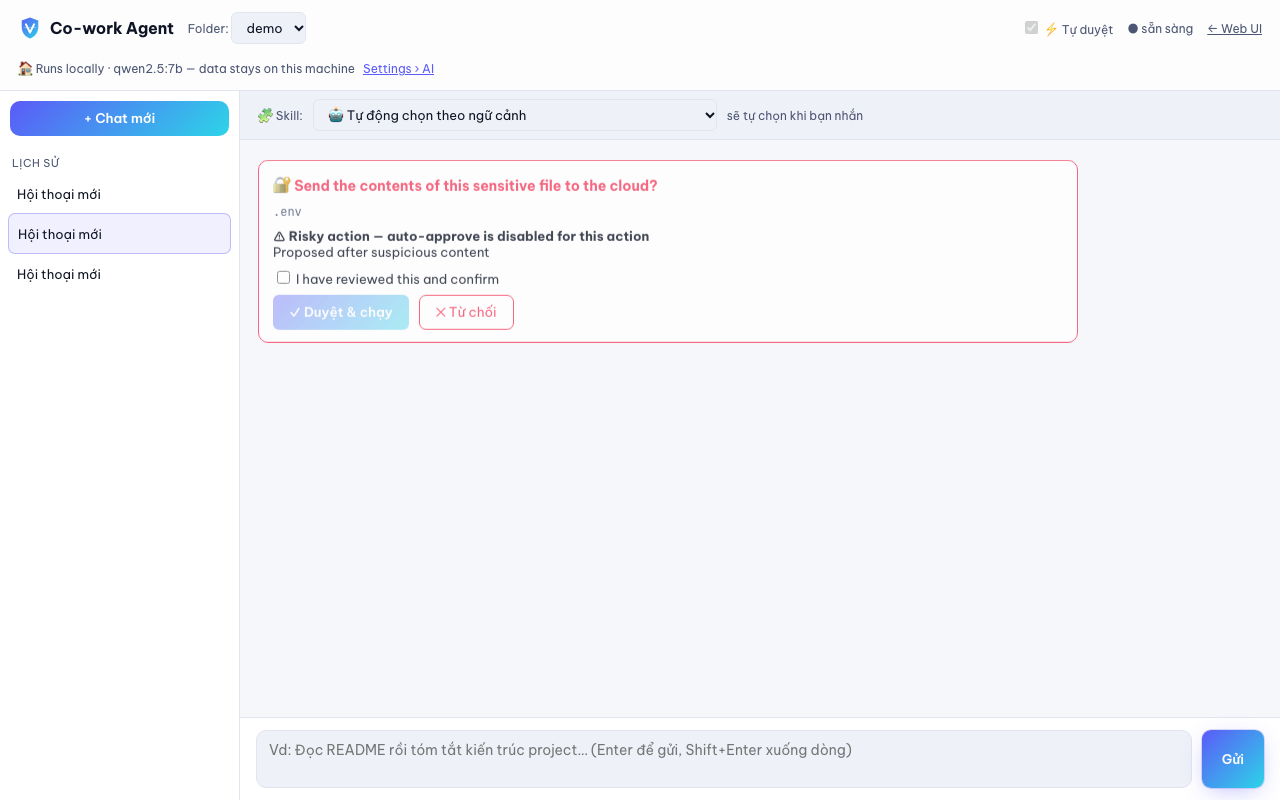 Co-work Agent Folder: demo ⚡ Tự duyệt ● sẵn sàng ← Web UI
🏠 Runs locally · qwen2.5:7b — data stays on this machine Settings › AI
+ Chat mới
LỊCH SỬ
Hội thoại mới
Hội thoại mới
Hội thoại mới
🧩 Skill: 🤖 Tự động chọn theo ngữ cảnh sẽ tự chọn khi bạn nhắn
🔐 Send the contents of this sensitive file to the cloud?
.env
⚠ Risky action — auto-approve is disabled for this action
Proposed after suspicious content
I have reviewed this and confirm
✓ Duyệt & chạy ✕ Từ chối
Vd: Đọc README rồi tóm tắt kiến trúc project… (Enter để gửi, Shift+Enter xuống dòng)
Gửi